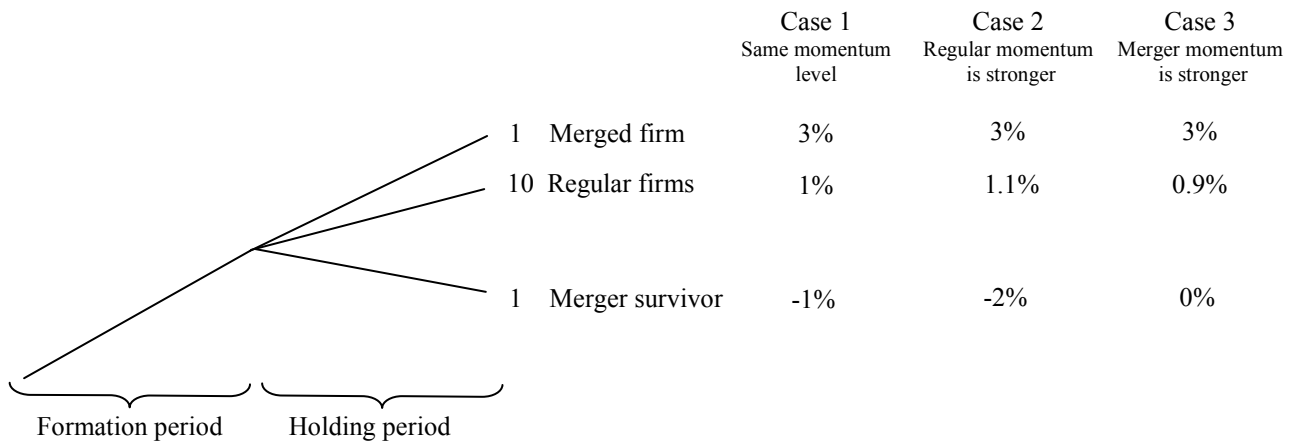 Case 1 Case 2 Case 3
Same momentum Regular momentum Merger momentum
level is stronger is stronger
1 Merged firm 3% 3% 3%
10 Regular firms 1% 1.1% 0.9%
1 Merger survivor -1% -2% 0%
Formation period Holding period